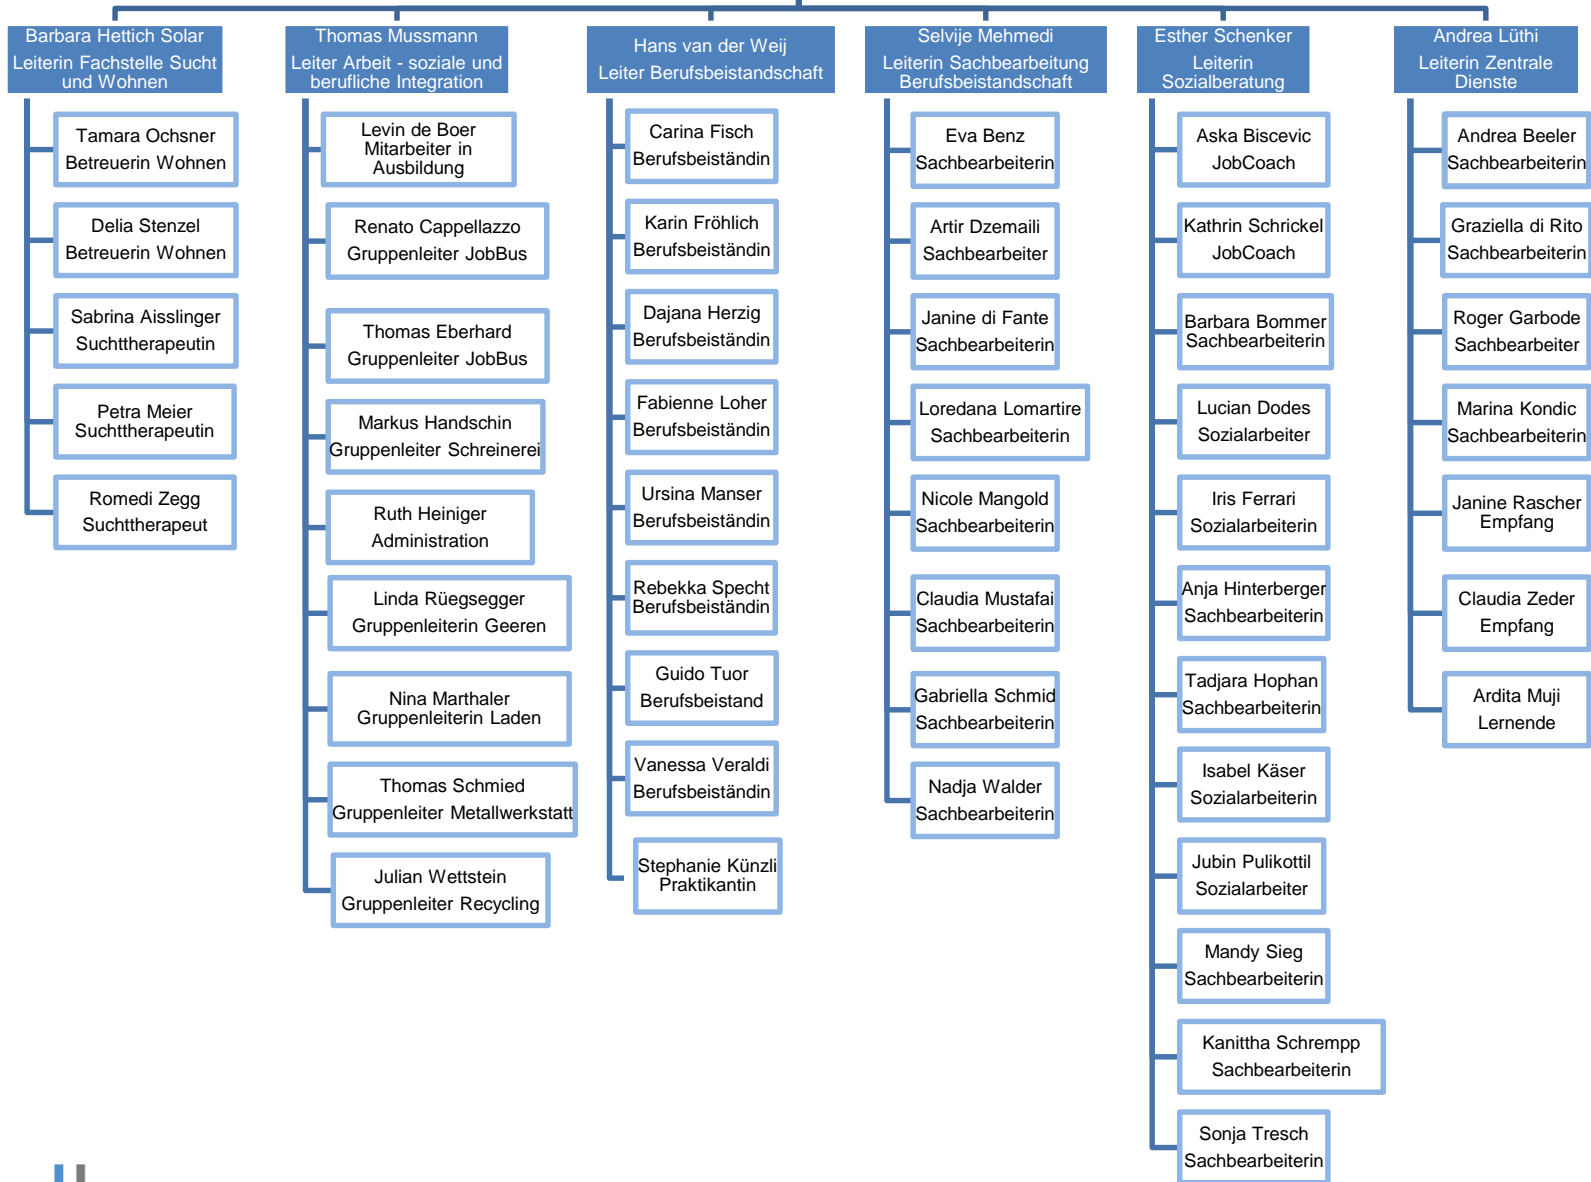 Barbara Hettich Solar
Leiterin Fachstelle Sucht
und Wohnen
Tamara Ochsner
Betreuerin Wohnen
Delia Stenzel
Betreuerin Wohnen
Sabrina Aisslinger
Suchttherapeutin
Petra Meier
Suchttherapeutin
Romedi Zegg
Suchttherapeut
Thomas Mussmann
Leiter Arbeit - soziale und
berufliche Integration
Levin de Boer
Mitarbeiter in
Ausbildung
Renato Cappellazzo
Gruppenleiter JobBus
Thomas Eberhard
Gruppenleiter JobBus
Markus Handschin
Gruppenleiter Schreinerei
Ruth Heiniger
Administration
Linda Rüegsegger
Gruppenleiterin Geeren
Nina Marthaler
Gruppenleiterin Laden
Thomas Schmied
Gruppenleiter Metallwerkstatt
Julian Wettstein
Gruppenleiter Recycling
Hans van der Weij
Leiter Berufsbeistandschaft
Carina Fisch
Berufsbeiständin
Karin Fröhlich
Berufsbeiständin
Dajana Herzig
Berufsbeiständin
Fabienne Loher
Berufsbeiständin
Ursina Manser
Berufsbeiständin
Rebekka Specht
Berufsbeiständin
Guido Tuor
Berufsbeistand
Vanessa Veraldi
Berufsbeiständin
Stephanie Künzli
Praktikantin
Selvije Mehmedi
Leiterin Sachbearbeitung
Berufsbeistandschaft
Eva Benz
Sachbearbeiterin
Artir Dzemaili
Sachbearbeiter
Janine di Fante
Sachbearbeiterin
Loredana Lomartire
Sachbearbeiterin
Nicole Mangold
Sachbearbeiterin
Claudia Mustafai
Sachbearbeiterin
Gabriella Schmid
Sachbearbeiterin
Nadja Walder
Sachbearbeiterin
Esther Schenker
Leiterin
Sozialberatung
Aska Biscevic
JobCoach
Kathrin Schrickel
JobCoach
Barbara Bommer
Sachbearbeiterin
Lucian Dodes
Sozialarbeiter
Iris Ferrari
Sozialarbeiterin
Anja Hinterberger
Sachbearbeiterin
Tadjara Hophan
Sachbearbeiterin
Isabel Käser
Sozialarbeiterin
Jubin Pulikottil
Sozialarbeiter
Mandy Sieg
Sachbearbeiterin
Kanittha Schrempp
Sachbearbeiterin
Sonja Tresch
Sachbearbeiterin
Andrea Lüthi
Leiterin Zentrale
Dienste
Andrea Beeler
Sachbearbeiterin
Graziella di Rito
Sachbearbeiterin
Roger Garbode
Sachbearbeiter
Marina Kondic
Sachbearbeiterin
Janine Rascher
Empfang
Claudia Zeder
Empfang
Ardita Muji
Lernende